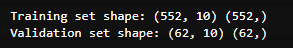 Training set shape: (552, 10) (552,)
Validation set shape: (62, 10) (62,)